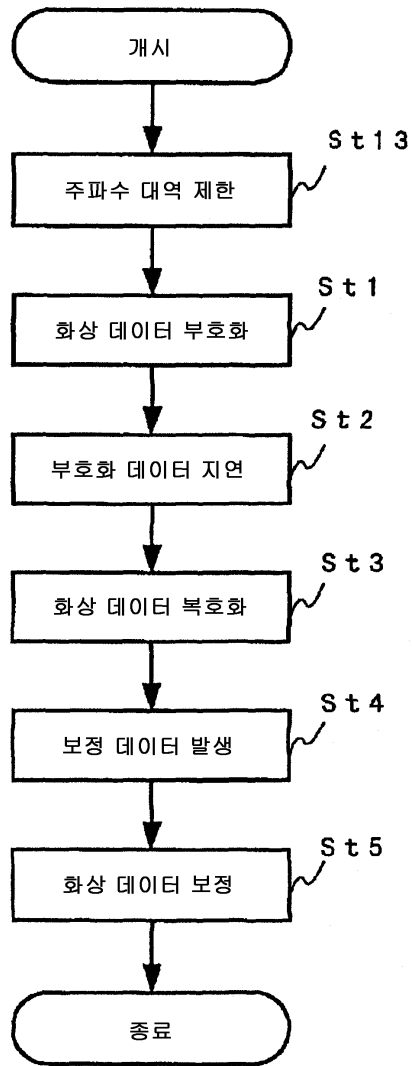 개시
St13
주파수 대역 제한
St1
화상 데이터 부호화
St2
부호화 데이터 지연
St3
화상 데이터 복호화
St4
보정 데이터 발생
St5
화상 데이터 보정
종료